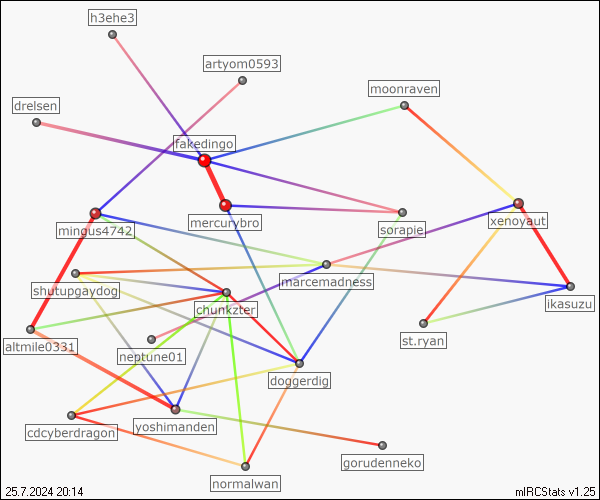 h3ehe3
artyom0593
moonraven
drelsen
fakedingo
mingus4742
mercurybro
sorapie
xenoyaut
shutupgaydog
marcemadness
chunkzter
ikasuzu
altmile0331
neptune01
st.ryan
doggerdig
cdcyberdragon
yoshimanden
gorudenneko
normalwan
25.7.2024 20:14
mIRCStats v1.25